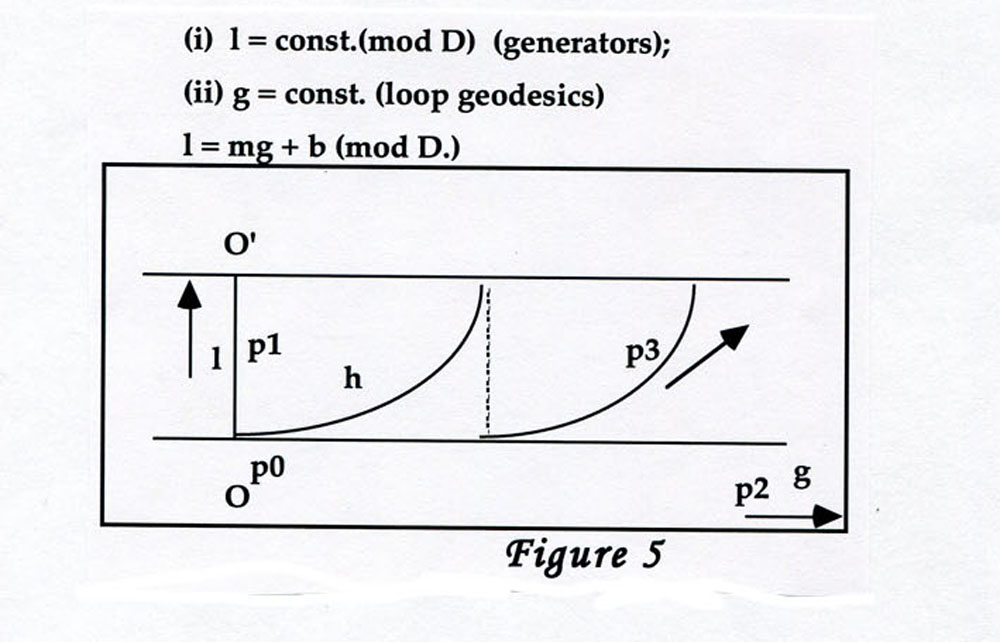 (i) l = const.(mod D) (generators);
(ii) g = const. (loop geodesics)
l = mg + b (mod D.)
O'
l p1
h
p3
p0
O
p2 g
Figure 5